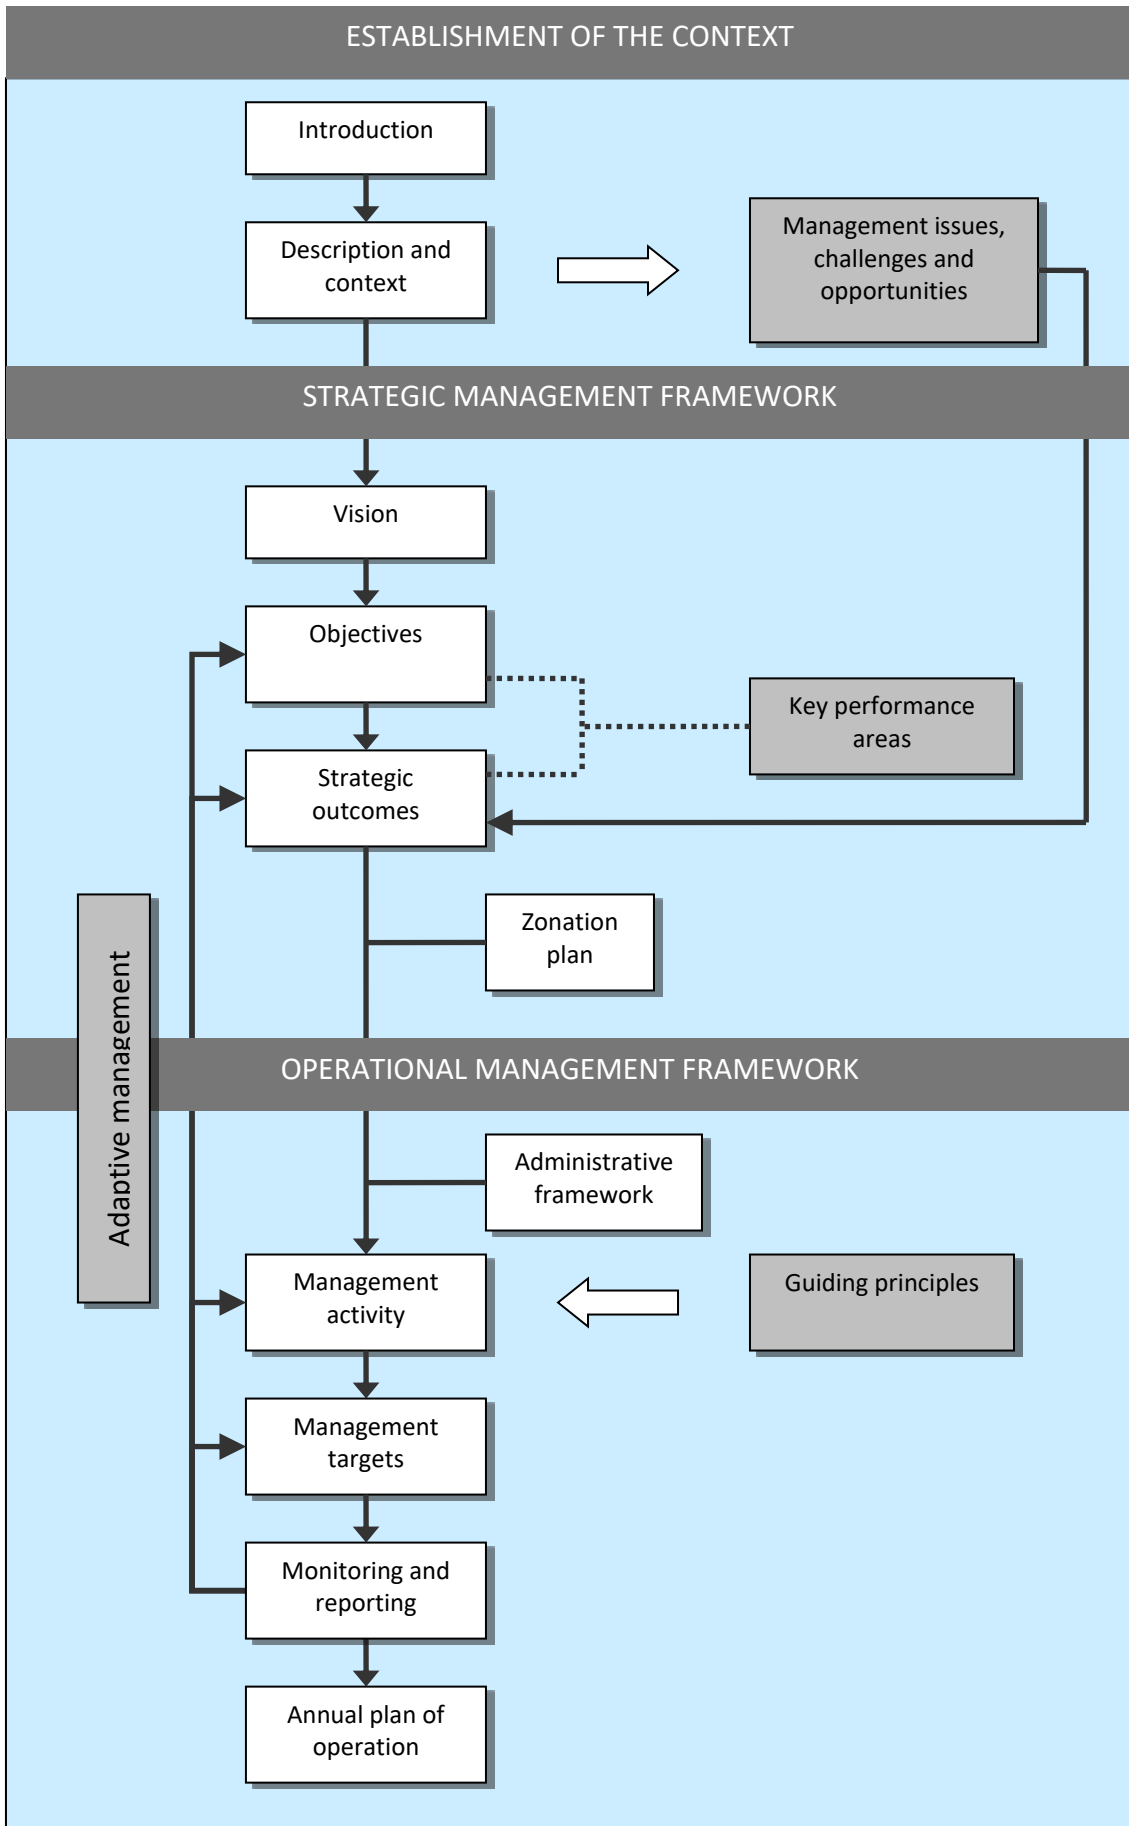 ESTABLISHMENT OF THE CONTEXT
Introduction
Description and
context
Management issues,
challenges and
opportunities
STRATEGIC MANAGEMENT FRAMEWORK
Vision
Objectives
Key performance
areas
Strategic
outcomes
Zonation
plan
Adaptive management
OPERATIONAL MANAGEMENT FRAMEWORK
Administrative
framework
Management
activity
Guiding principles
Management
targets
Monitoring and
reporting
Annual plan of
operation